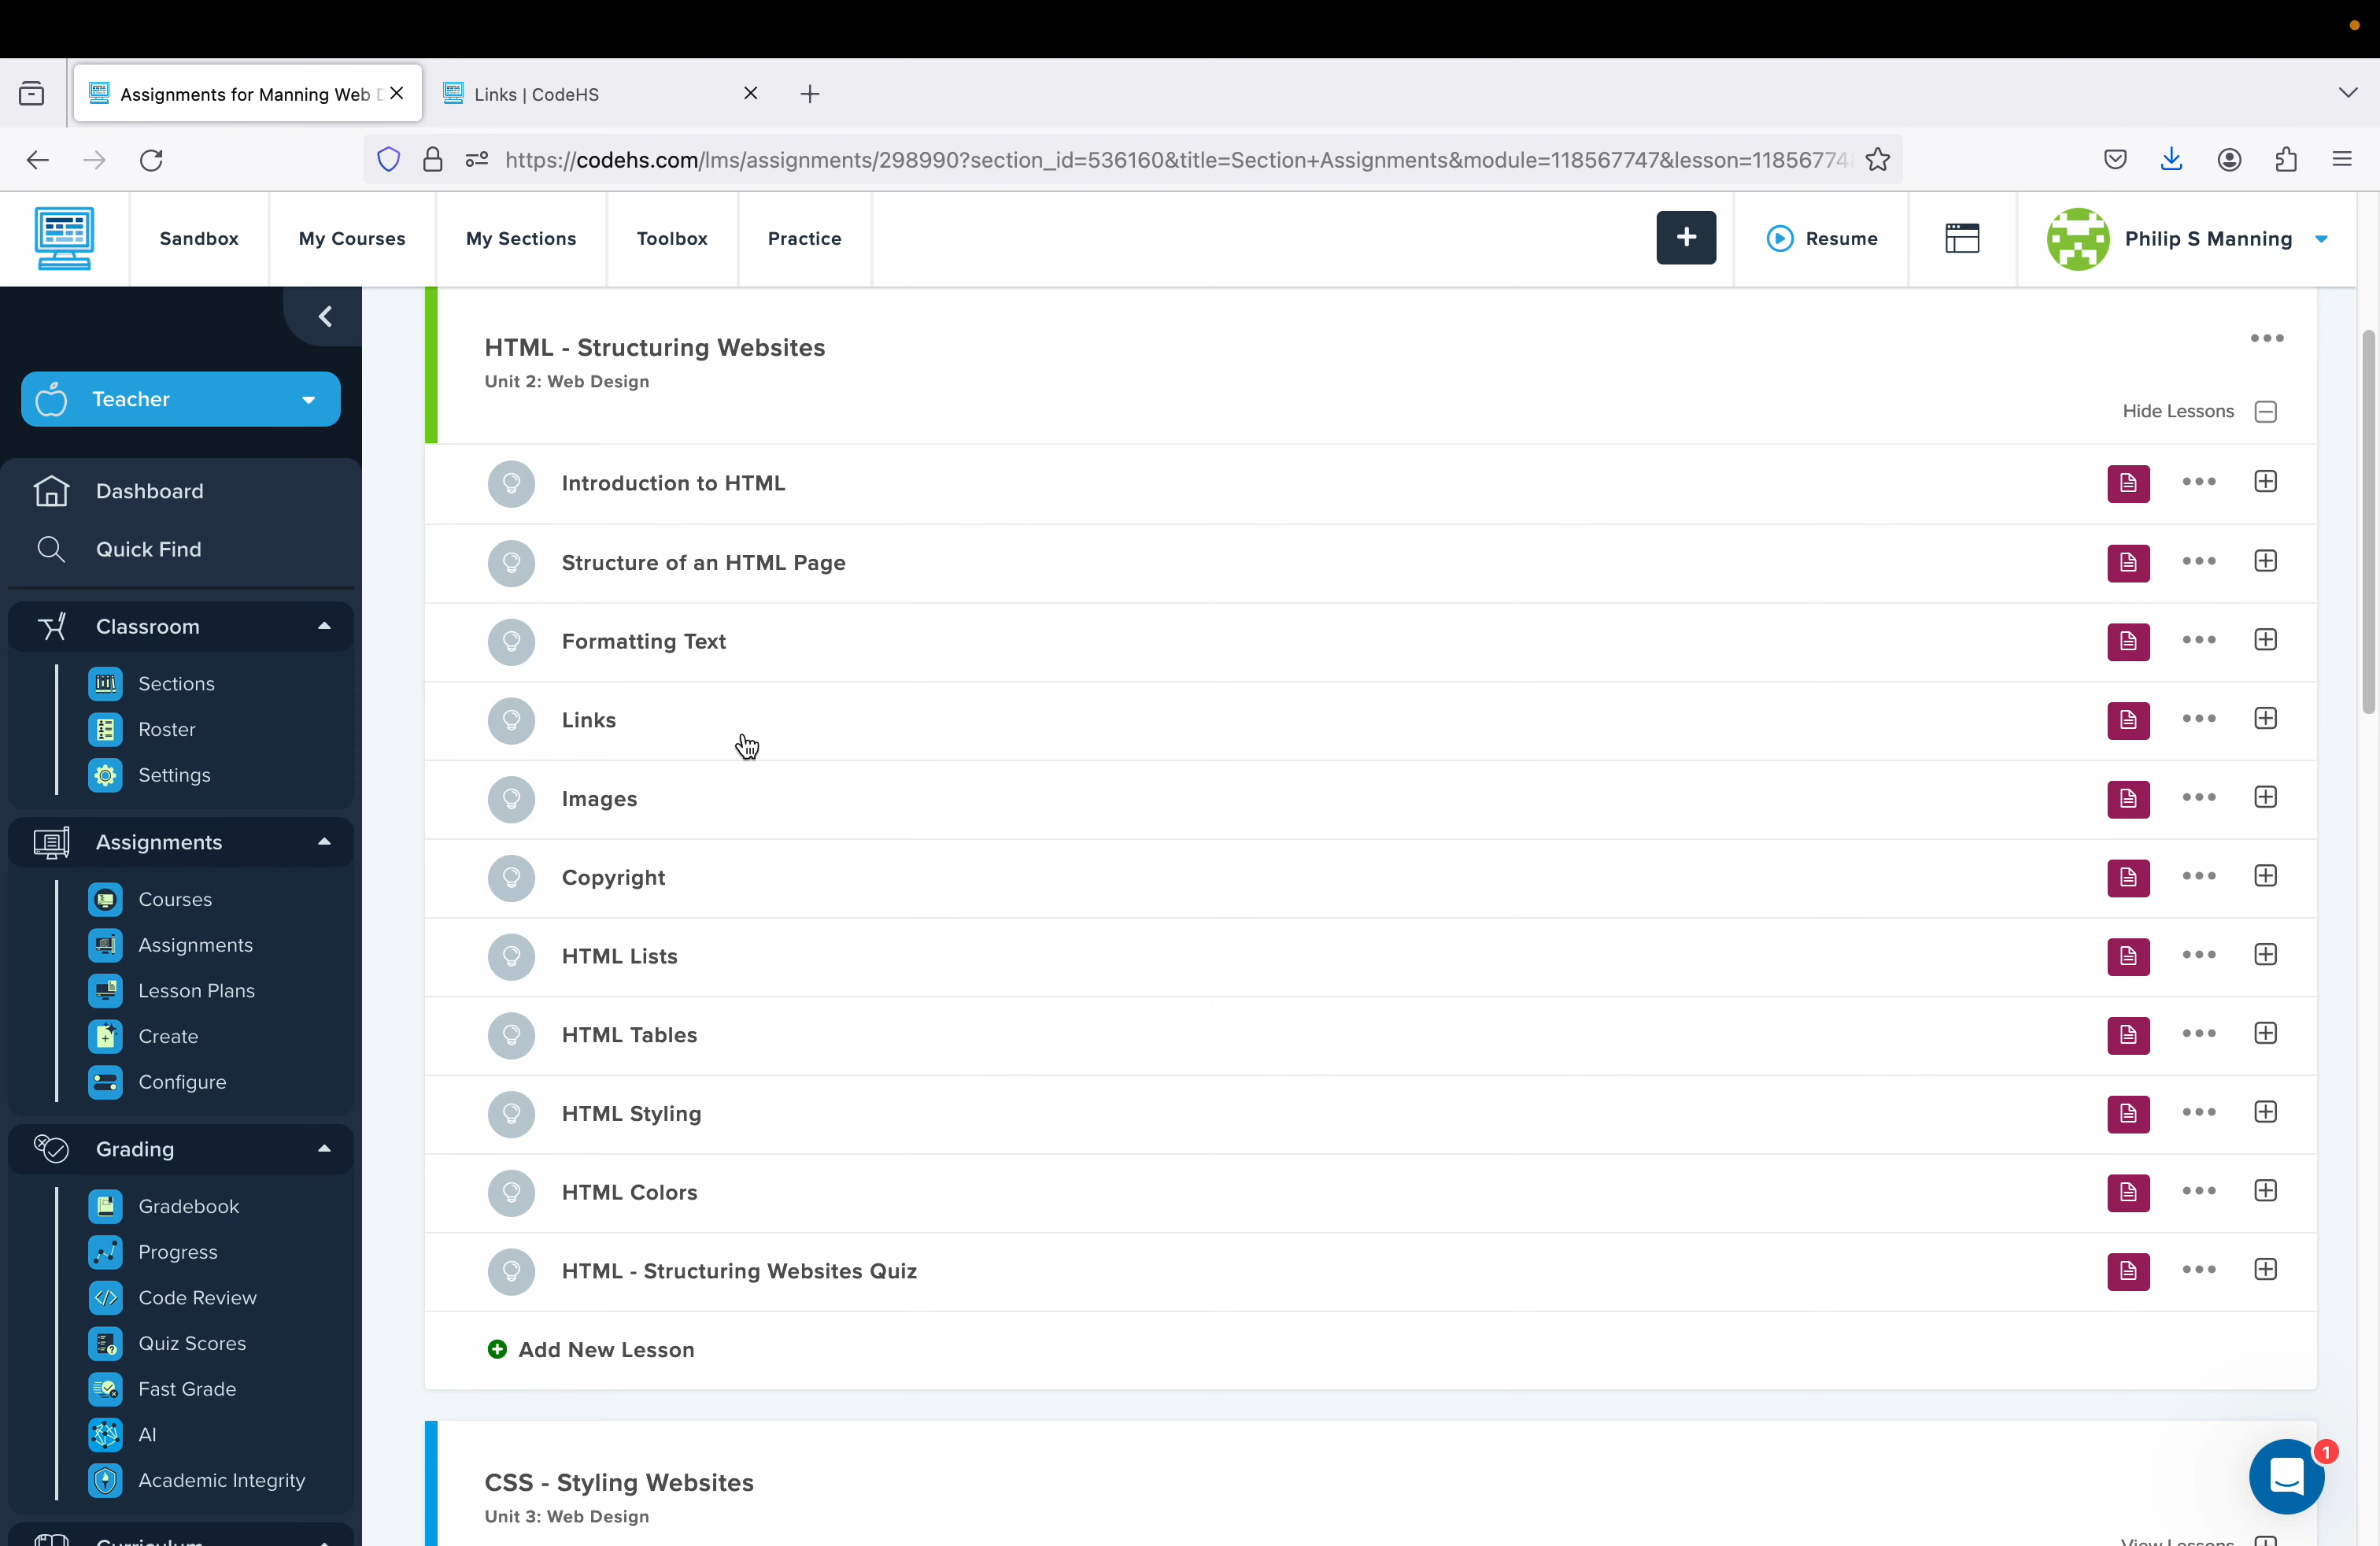 Assignments for Manning Web D
Links | CodeHS
https://codehs.com/lms/assignments/298990?section_id=536160&title=Section+Assignments&module=118567747&lesson=11856774
Sandbox
My Courses
My Sections
Toolbox
Practice
+
Resume
Philip S Manning
Teacher
Dashboard
Quick Find
Classroom
Sections
Roster
Settings
Assignments
Courses
Assignments
Lesson Plans
Create
Configure
Grading
Gradebook
Progress
Code Review
Quiz Scores
Fast Grade
AI
Academic Integrity
HTML - Structuring Websites
Unit 2: Web Design
Hide Lessons
Introduction to HTML
Structure of an HTML Page
Formatting Text
Links
Images
Copyright
HTML Lists
HTML Tables
HTML Styling
HTML Colors
HTML - Structuring Websites Quiz
Add New Lesson
CSS - Styling Websites
Unit 3: Web Design
View Lessons
1